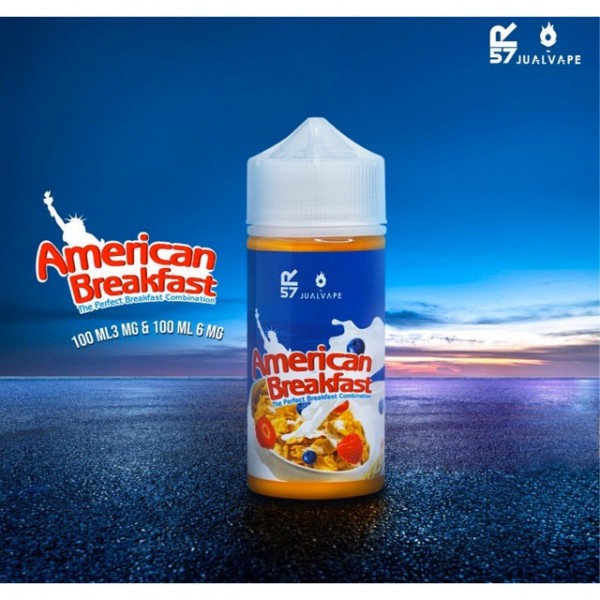 R
57
JUALVAPE
American
Breakfast
The Perfect Breakfast Combination
100 ML3 MG & 100 ML 6 MG
R
57 JUALVAPE
American
Breakfast
The Perfect Breakfast Combination